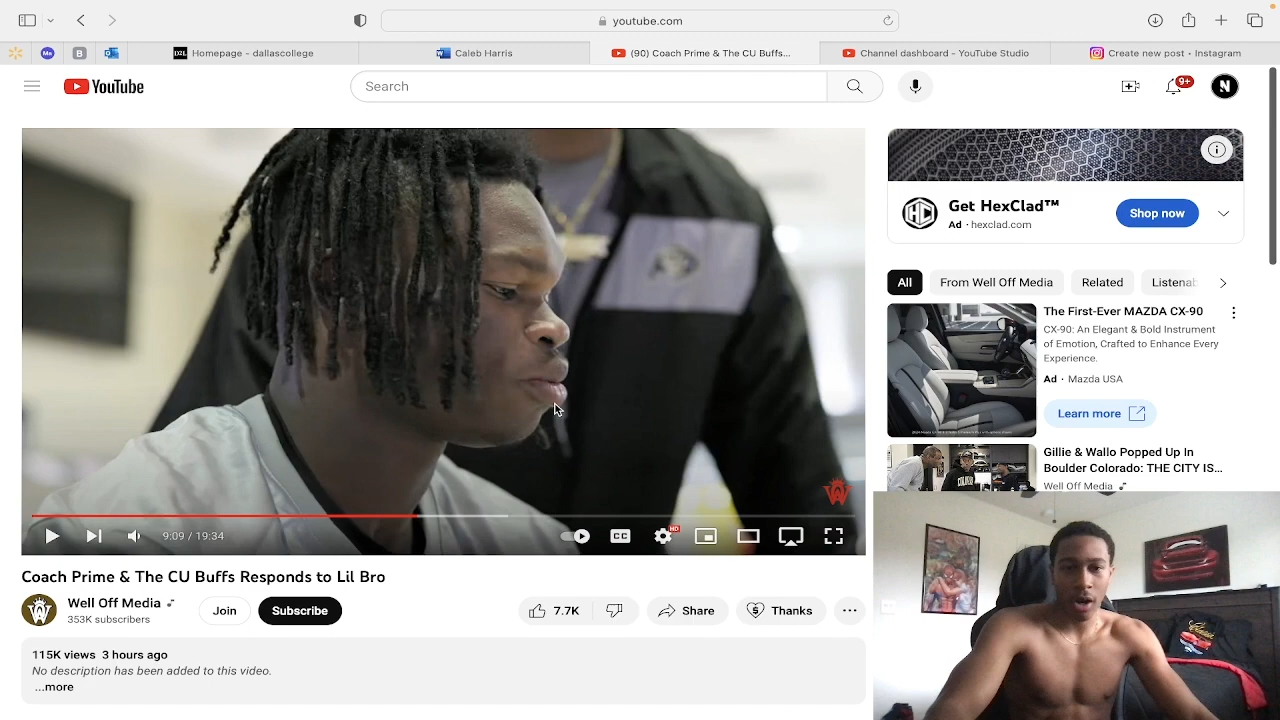 youtube.com
Ma
B
D2L Homepage - dallascollege
Caleb Harris
(90) Coach Prime & The CU Buffs...
Channel dashboard - YouTube Studio
Create new post • Instagram
YouTube
Search
9+
N
HC
Get HexClad™
Ad · hexclad.com
Shop now
All
From Well Off Media
Related
Listenab
The First-Ever MAZDA CX-90
CX-90: An Elegant & Bold Instrument
of Emotion, Crafted to Enhance Every
Experience.
Ad · Mazda USA
Learn more
Gillie & Wallo Popped Up In
Boulder Colorado: THE CITY IS...
Well Off Media
W
9:09 / 19:34
CC
HD
Coach Prime & The CU Buffs Responds to Lil Bro
Well Off Media
353K subscribers
Join
Subscribe
7.7K
Share
Thanks
115K views 3 hours ago
No description has been added to this video.
...more